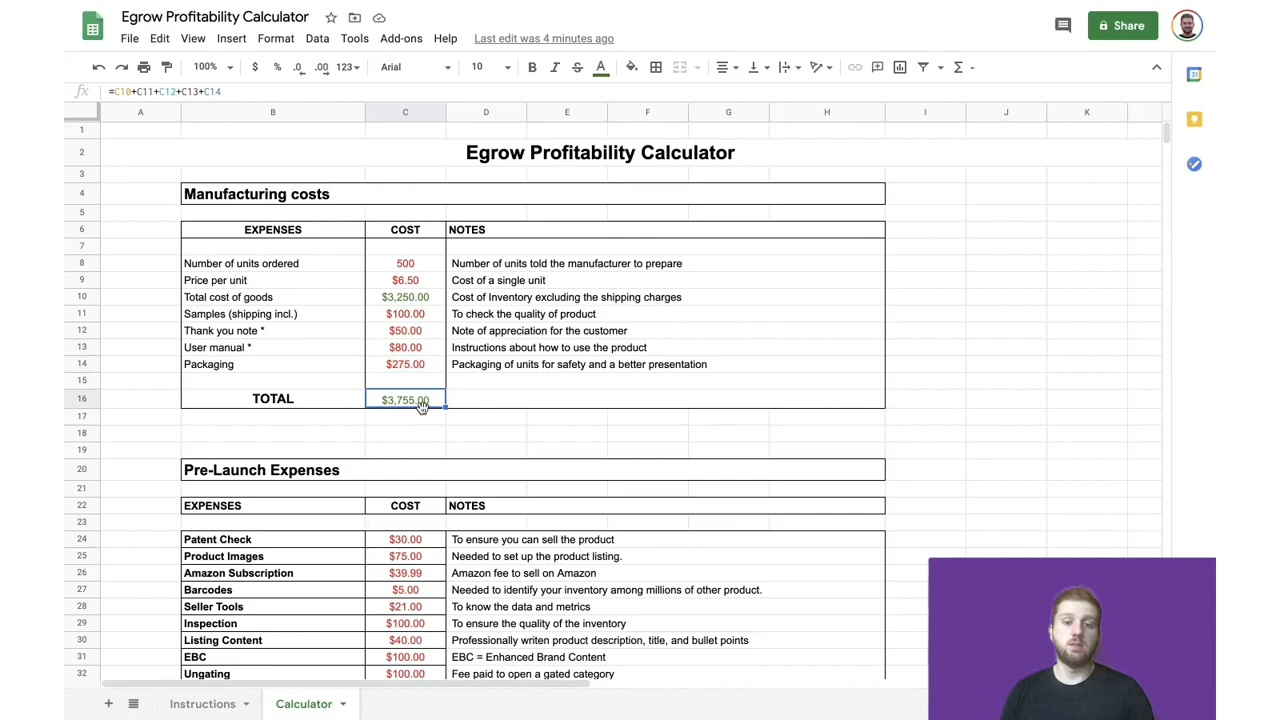 Egrow Profitability Calculator
File Edit View Insert Format Data Tools Add-ons Help Last edit was 4 minutes ago
Share
100% $ % .0 .00 123 Arial 10 B I S A
fx =C10+C11+C12+C13+C14
A B C D E F G H I J K
1
2 Egrow Profitability Calculator
3
4 Manufacturing costs
5
6 EXPENSES COST NOTES
7
8 Number of units ordered 500 Number of units told the manufacturer to prepare
9 Price per unit $6.50 Cost of a single unit
10 Total cost of goods $3,250.00 Cost of Inventory excluding the shipping charges
11 Samples (shipping incl.) $100.00 To check the quality of product
12 Thank you note * $50.00 Note of appreciation for the customer
13 User manual * $80.00 Instructions about how to use the product
14 Packaging $275.00 Packaging of units for safety and a better presentation
15
16 TOTAL $3,755.00
17
18
19
20 Pre-Launch Expenses
21
22 EXPENSES COST NOTES
23
24 Patent Check $30.00 To ensure you can sell the product
25 Product Images $75.00 Needed to set up the product listing.
26 Amazon Subscription $39.99 Amazon fee to sell on Amazon
27 Barcodes $5.00 Needed to identify your inventory among millions of other product.
28 Seller Tools $21.00 To know the data and metrics
29 Inspection $100.00 To ensure the quality of the inventory
30 Listing Content $40.00 Professionally writen product description, title, and bullet points
31 EBC $100.00 EBC = Enhanced Brand Content
32 Ungating $100.00 Fee paid to open a gated category
+ Instructions Calculator
31